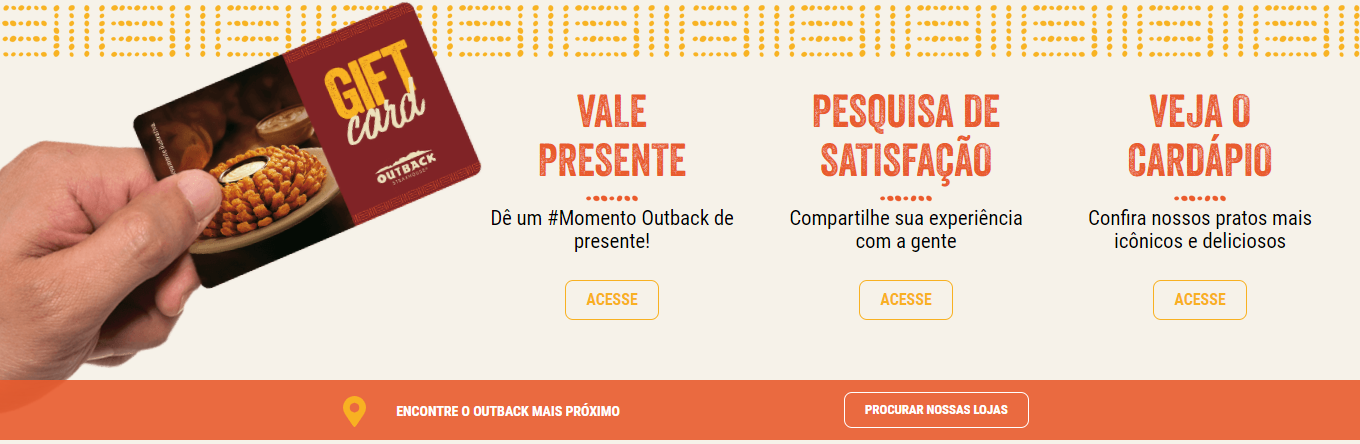 GIFT
card
OUTBACK
STEAKHOUSE
VALE
PRESENTE
Dê um #Momento Outback de
presente!
ACESSE
PESQUISA DE
SATISFAÇÃO
Compartilhe sua experiência
com a gente
ACESSE
VEJA O
CARDÁPIO
Confira nossos pratos mais
icônicos e deliciosos
ACESSE
ENCONTRE O OUTBACK MAIS PRÓXIMO
PROCURAR NOSSAS LOJAS